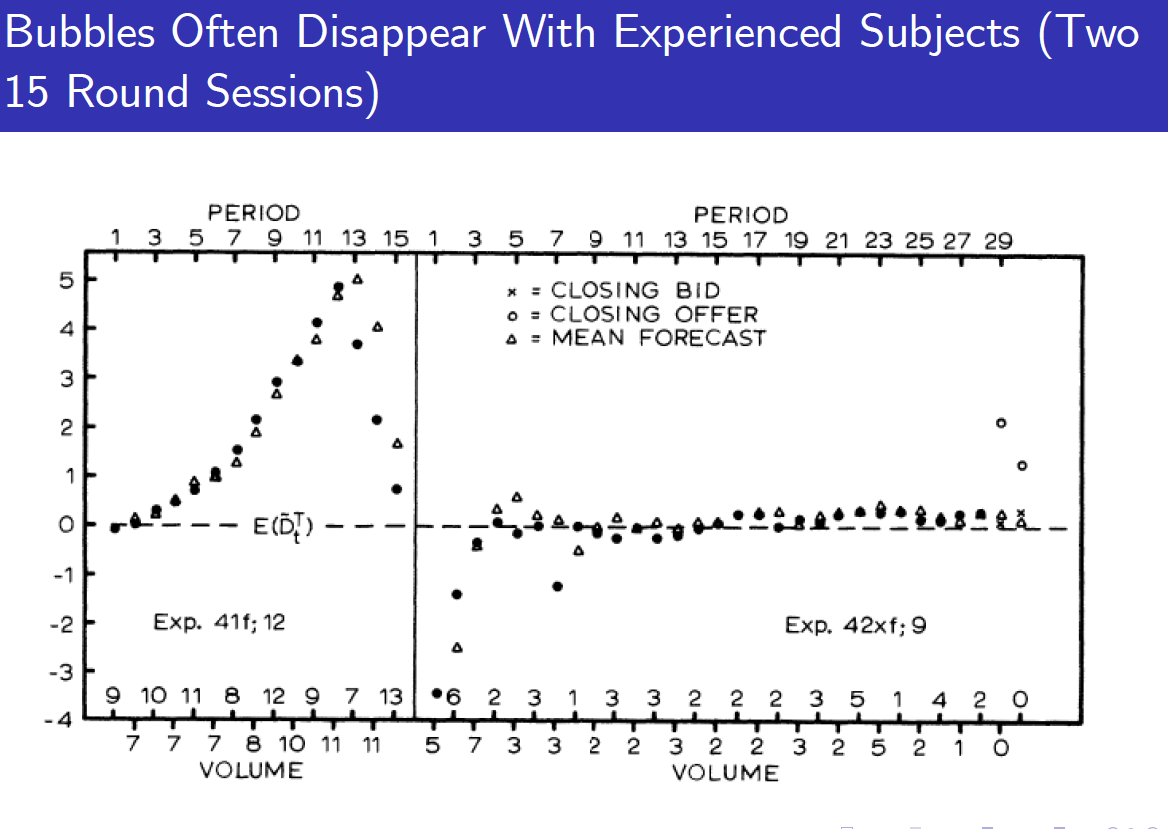 Bubbles Often Disappear With Experienced Subjects (Two
15 Round Sessions)
PERIOD PERIOD
1 3 5 7 9 11 13 15 1 3 5 7 9 11 13 15 17 19 21 23 25 27 29
5
× = CLOSING BID
o = CLOSING OFFER
4
△ = MEAN FORECAST
3
2
1
0 E(D̃ₜᵀ)
-1
-2 Exp. 41f; 12 Exp. 42xf; 9
-3
9 10 11 8 12 9 7 13 6 2 3 1 3 3 2 2 3 5 1 4 2 0
-4
7 7 7 8 10 11 11 5 7 3 3 2 2 3 2 2 3 2 5 2 1 0
VOLUME VOLUME